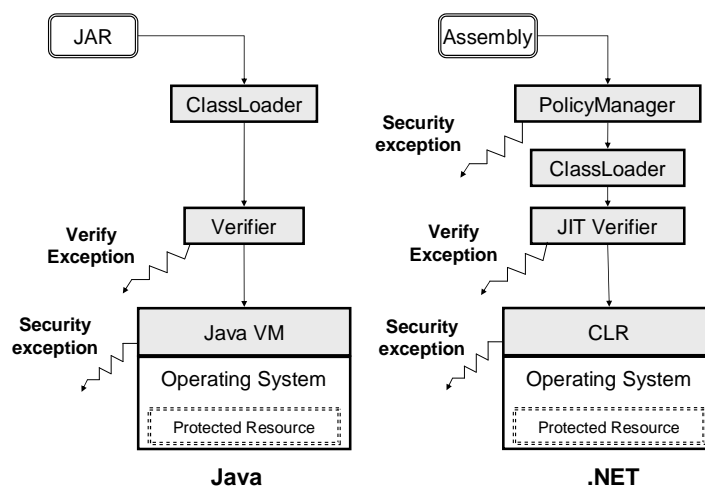 JAR
ClassLoader
Verifier
Verify
Exception
Security
exception
Java VM
Operating System
Protected Resource
Java
Assembly
PolicyManager
Security
exception
ClassLoader
JIT Verifier
Verify
Exception
Security
exception
CLR
Operating System
Protected Resource
.NET